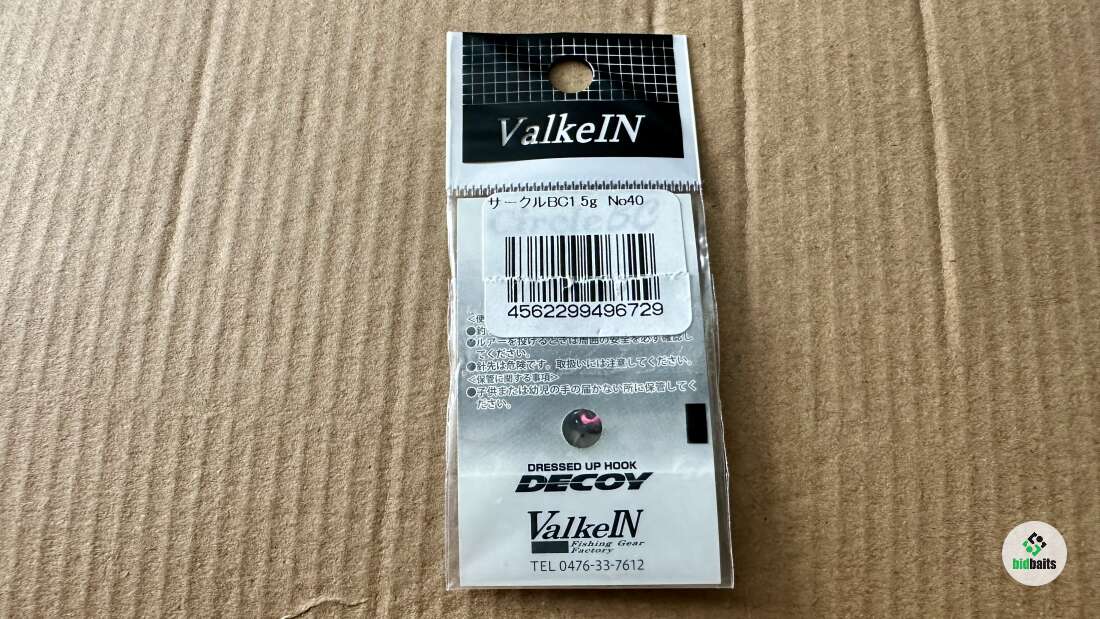 ValkeIN
サークルBC1 5g No40
4562299496729
●ルアーを投げるときは周囲の安全を必ず確認し
てください。
●針先は危険です。取扱いには注意してください。
<保管に関する事項>
●子供または幼児の手の届かない所に保管してく
ださい。
DRESSED UP HOOK
DECOY
ValkeIN
Fishing Gear
Factory
TEL 0476-33-7612
bidbaits